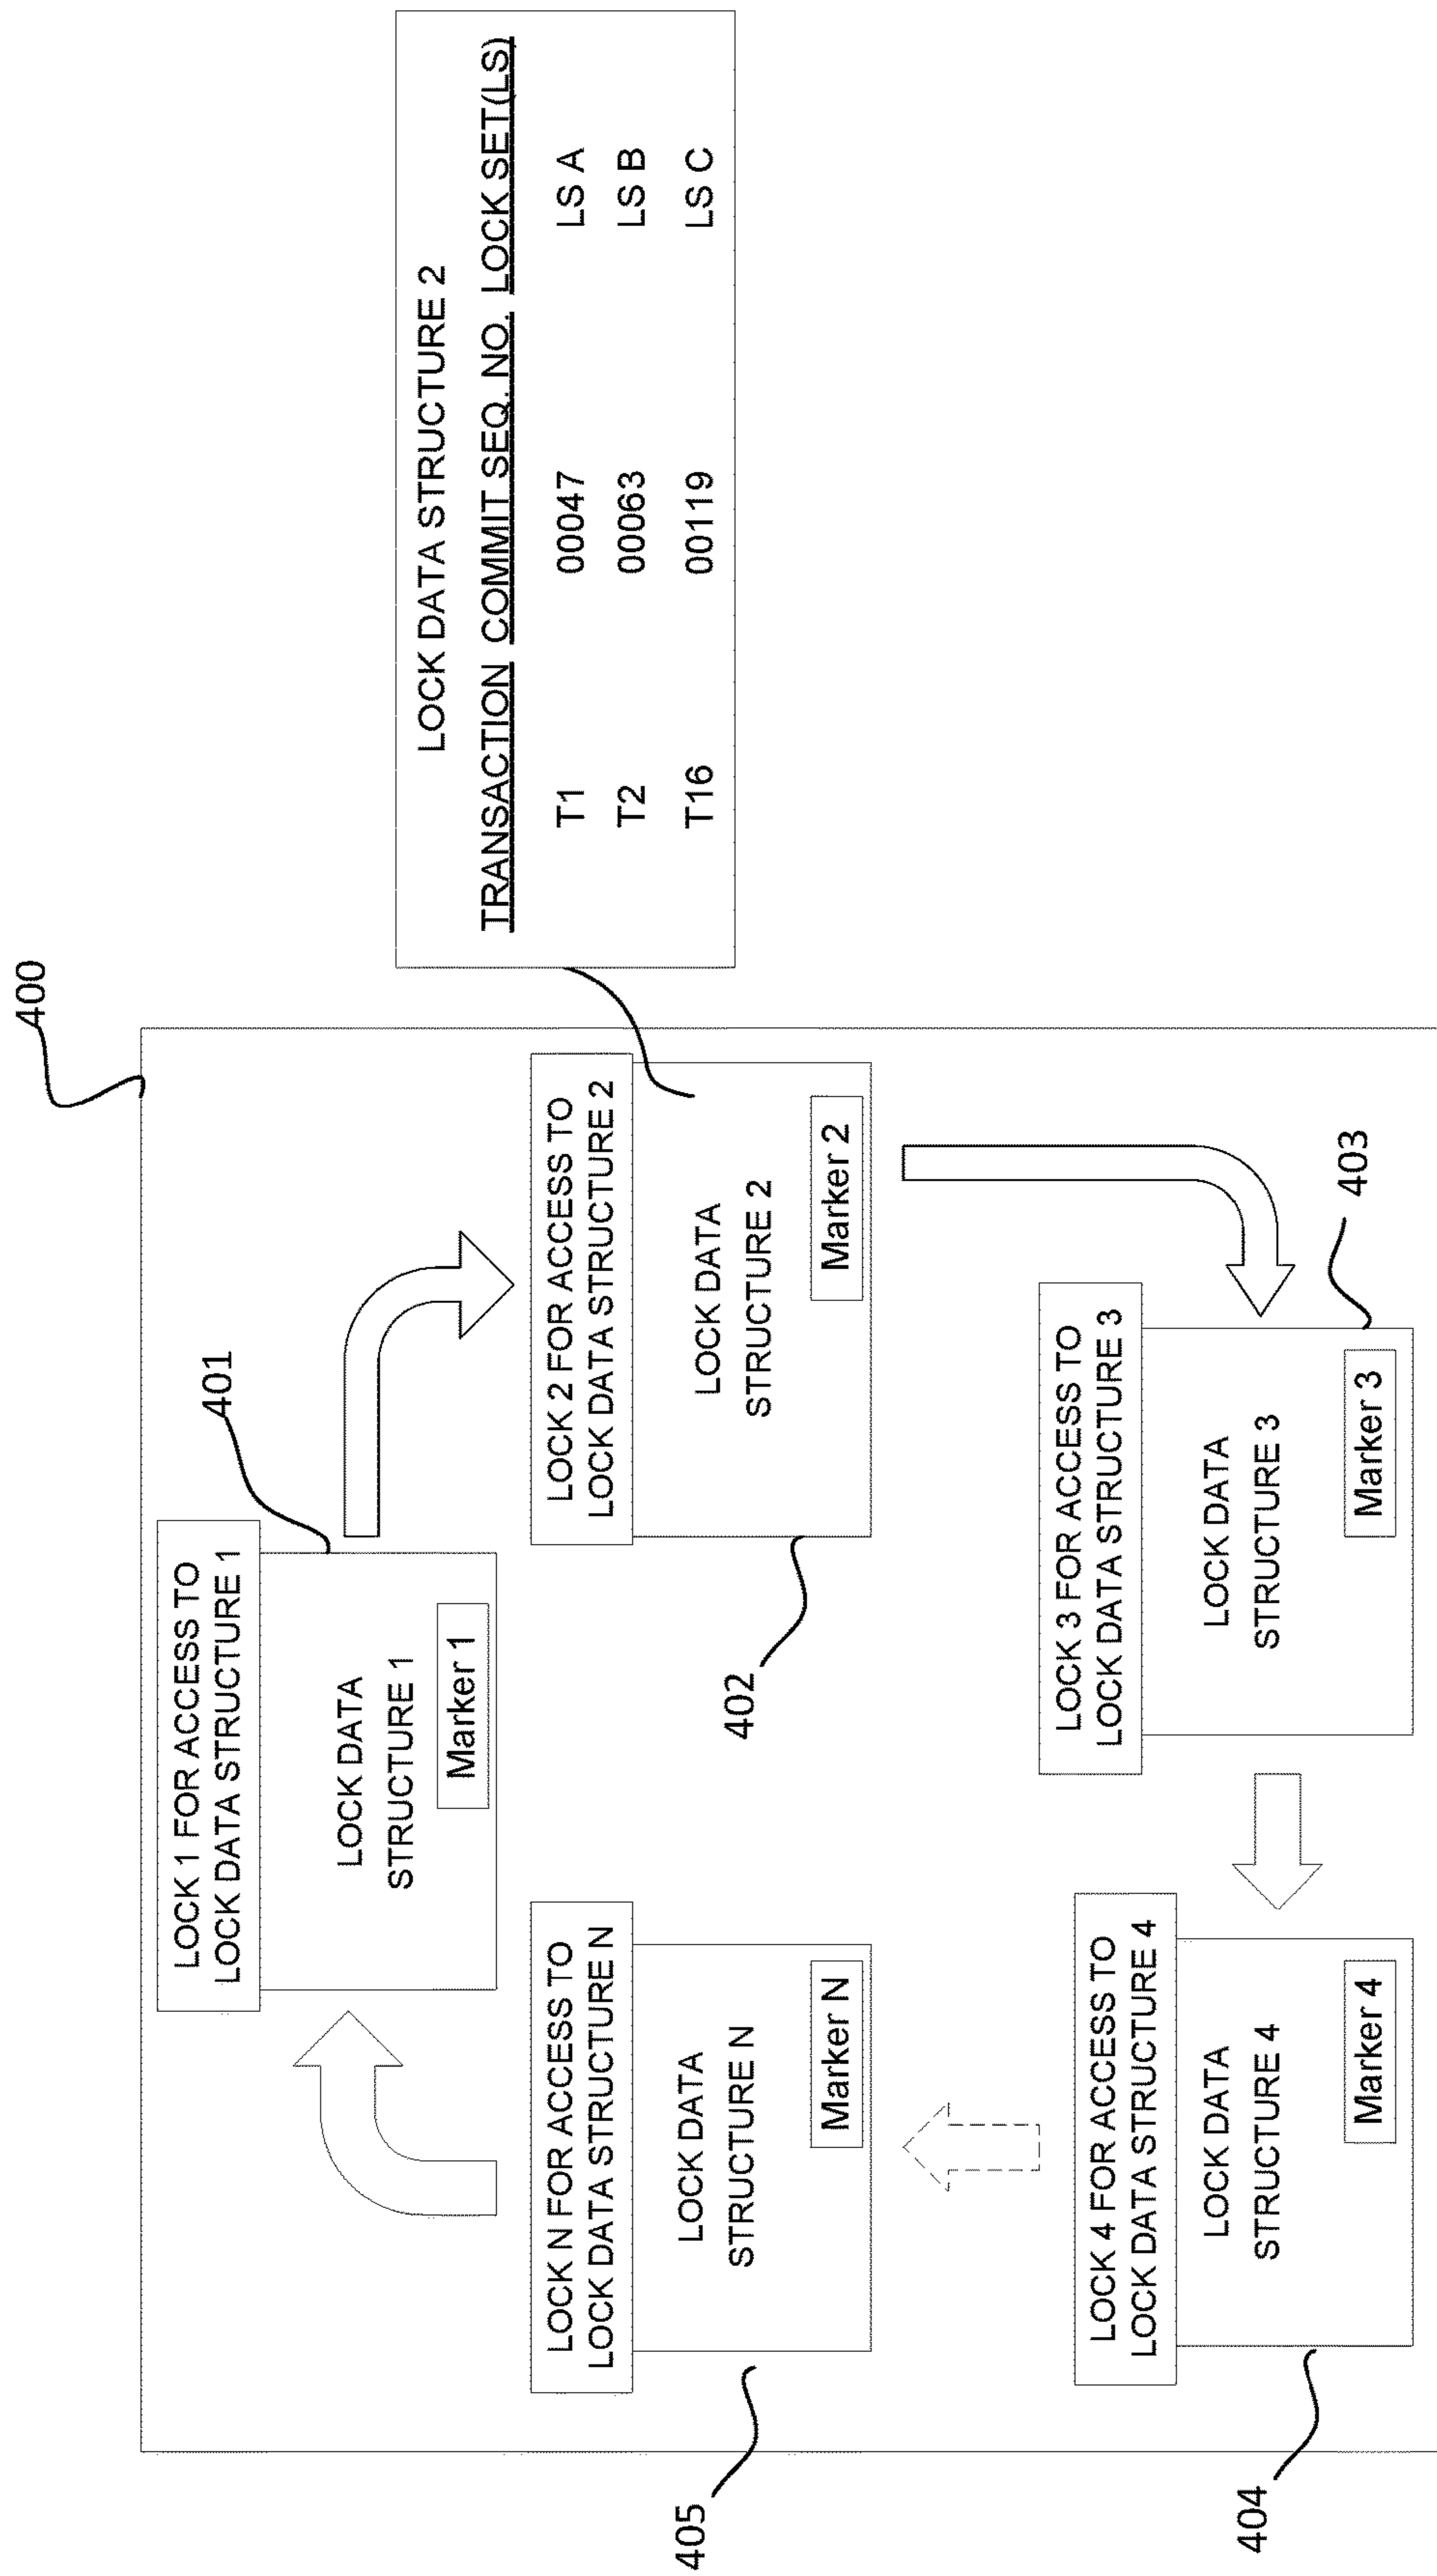 400
LOCK 1 FOR ACCESS TO
LOCK DATA STRUCTURE 1
LOCK DATA
STRUCTURE 1
Marker 1
401
LOCK 2 FOR ACCESS TO
LOCK DATA STRUCTURE 2
LOCK DATA
STRUCTURE 2
Marker 2
402
LOCK DATA STRUCTURE 2
TRANSACTION COMMIT SEQ. NO. LOCK SET(LS)
T1 00047 LS A
T2 00063 LS B
T16 00119 LS C
LOCK 3 FOR ACCESS TO
LOCK DATA STRUCTURE 3
LOCK DATA
STRUCTURE 3
Marker 3
403
LOCK 4 FOR ACCESS TO
LOCK DATA STRUCTURE 4
LOCK DATA
STRUCTURE 4
Marker 4
404
LOCK N FOR ACCESS TO
LOCK DATA STRUCTURE N
LOCK DATA
STRUCTURE N
Marker N
405